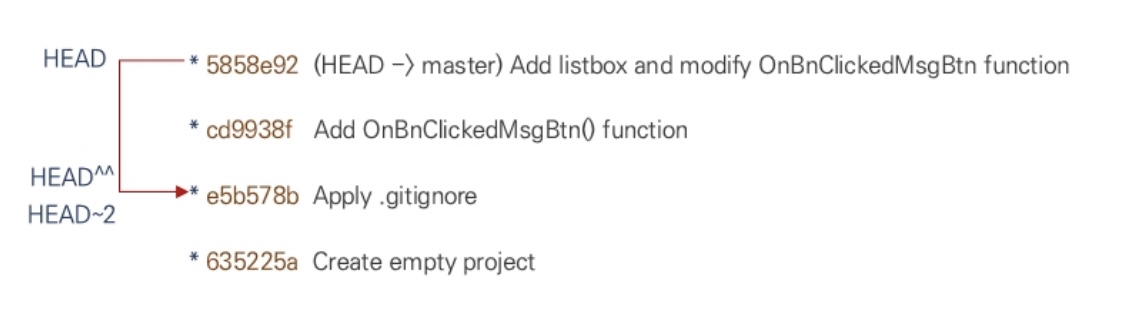 HEAD * 5858e92 (HEAD -> master) Add listbox and modify OnBnClickedMsgBtn function
* cd9938f Add OnBnClickedMsgBtn() function
HEAD^^ * e5b578b Apply .gitignore
HEAD~2
* 635225a Create empty project